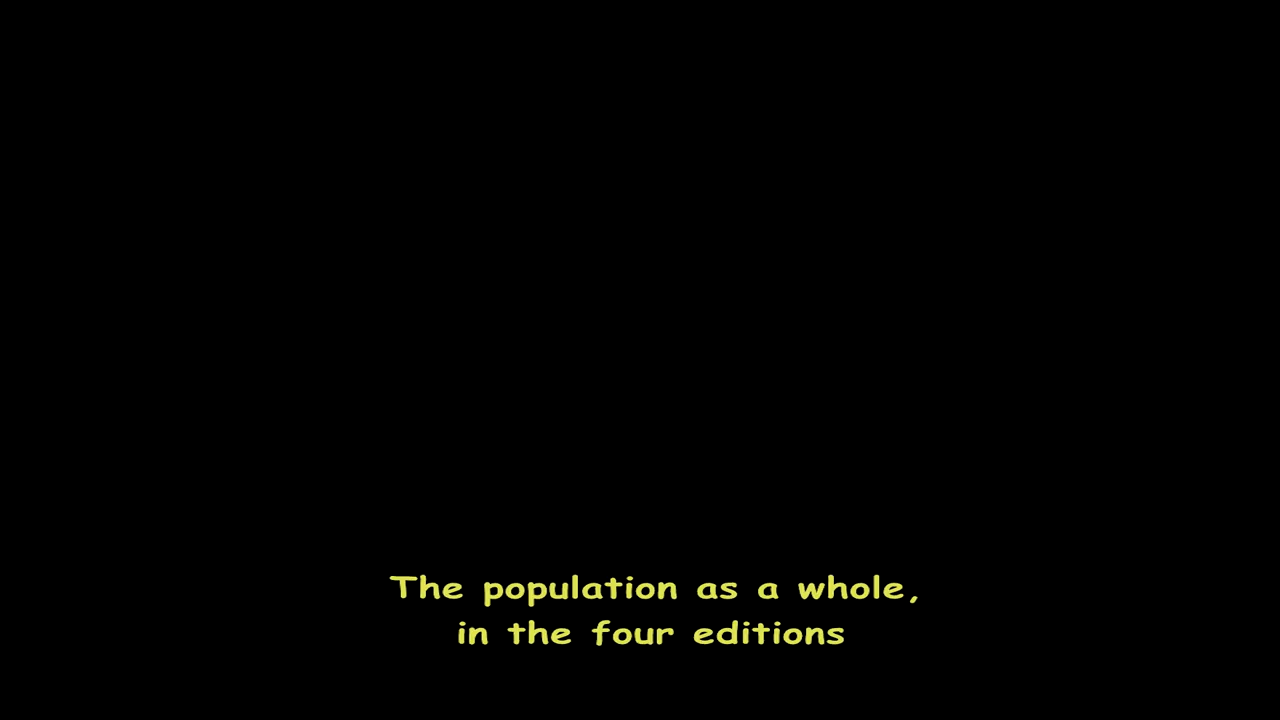 The population as a whole,
in the four editions